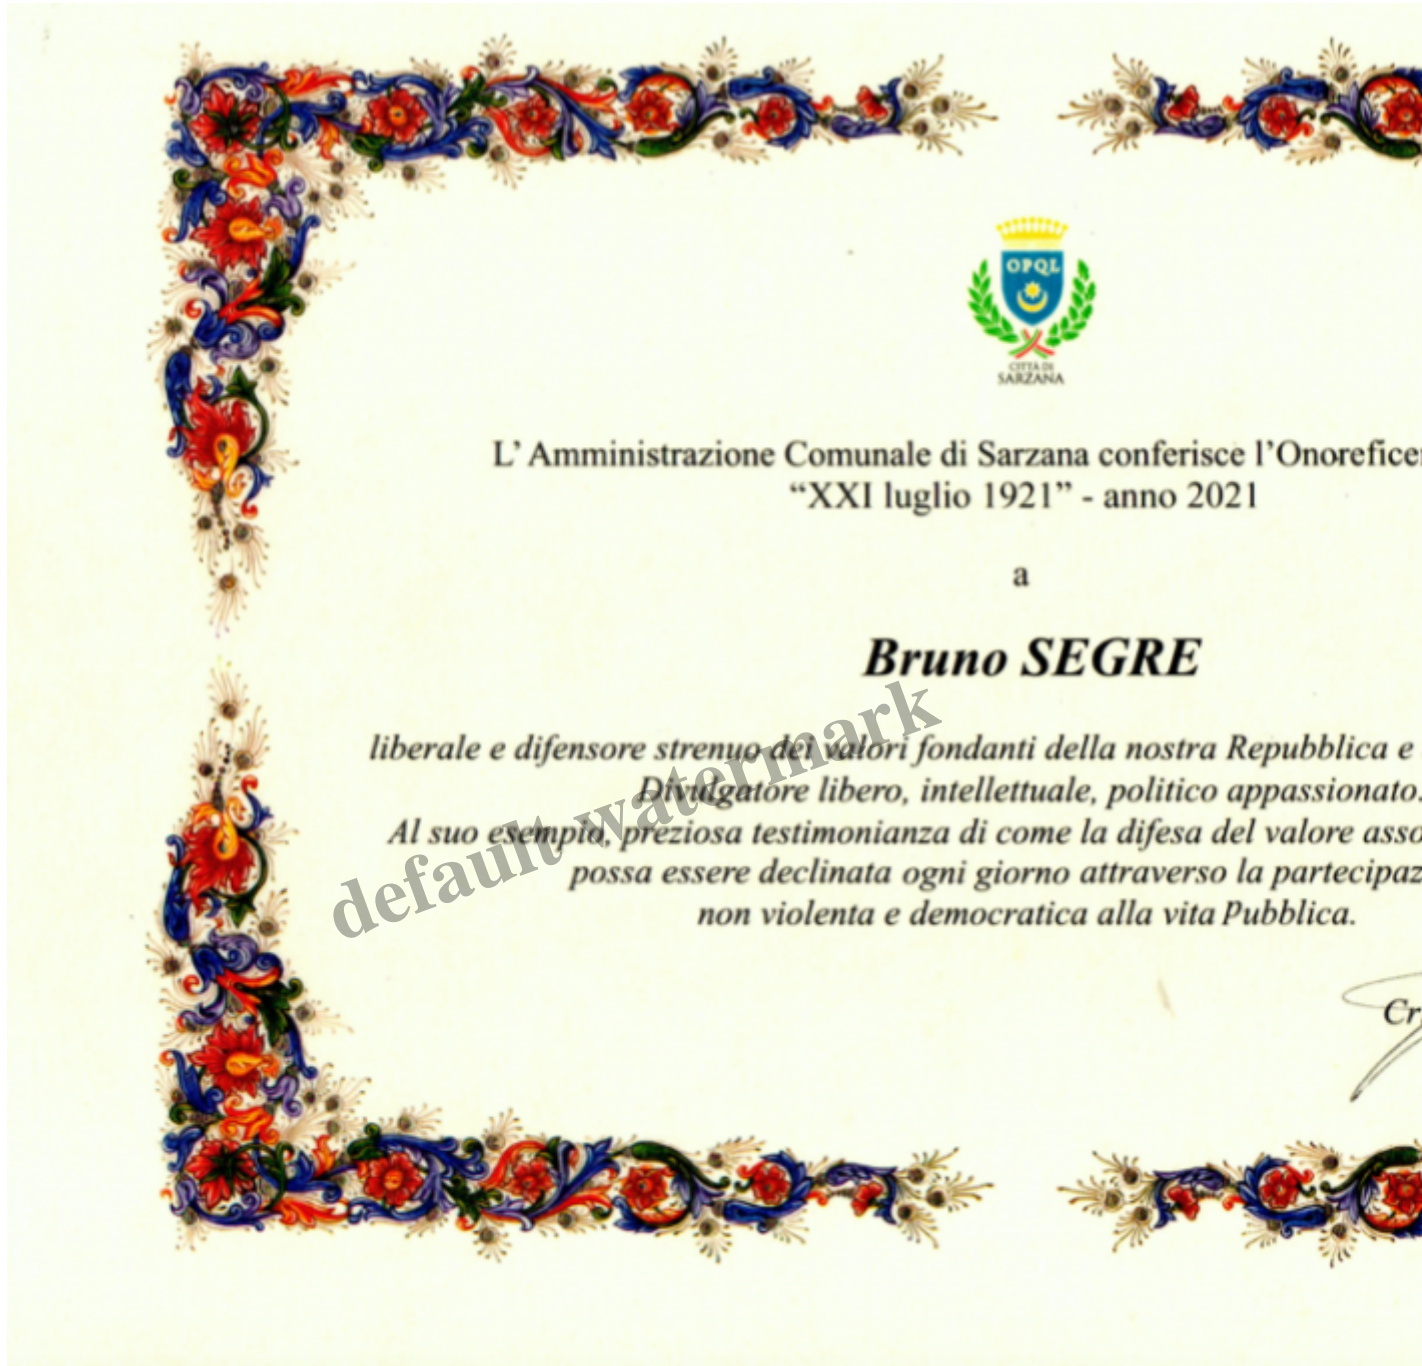 OPQL
CITTÀ DI
SARZANA
L' Amministrazione Comunale di Sarzana conferisce l'Onoreficen
“XXI luglio 1921” - anno 2021
a
Bruno SEGRE
liberale e difensore strenuo dei valori fondanti della nostra Repubblica e
Divulgatore libero, intellettuale, politico appassionato.
Al suo esempio, preziosa testimonianza di come la difesa del valore asso
possa essere declinata ogni giorno attraverso la partecipaz
non violenta e democratica alla vita Pubblica.
Cr
default watermark